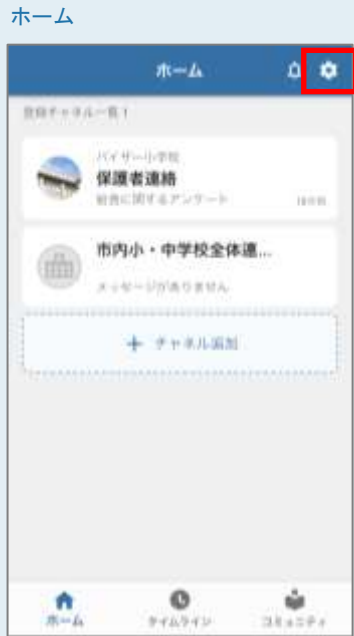 ホーム
ホーム
登録チャネル一覧
バイザー小学校
保護者連絡
給食に関するアンケート
市内小・中学校全体連...
メッセージがありません
＋ チャネル追加
ホーム
タイムライン
コミュニティ